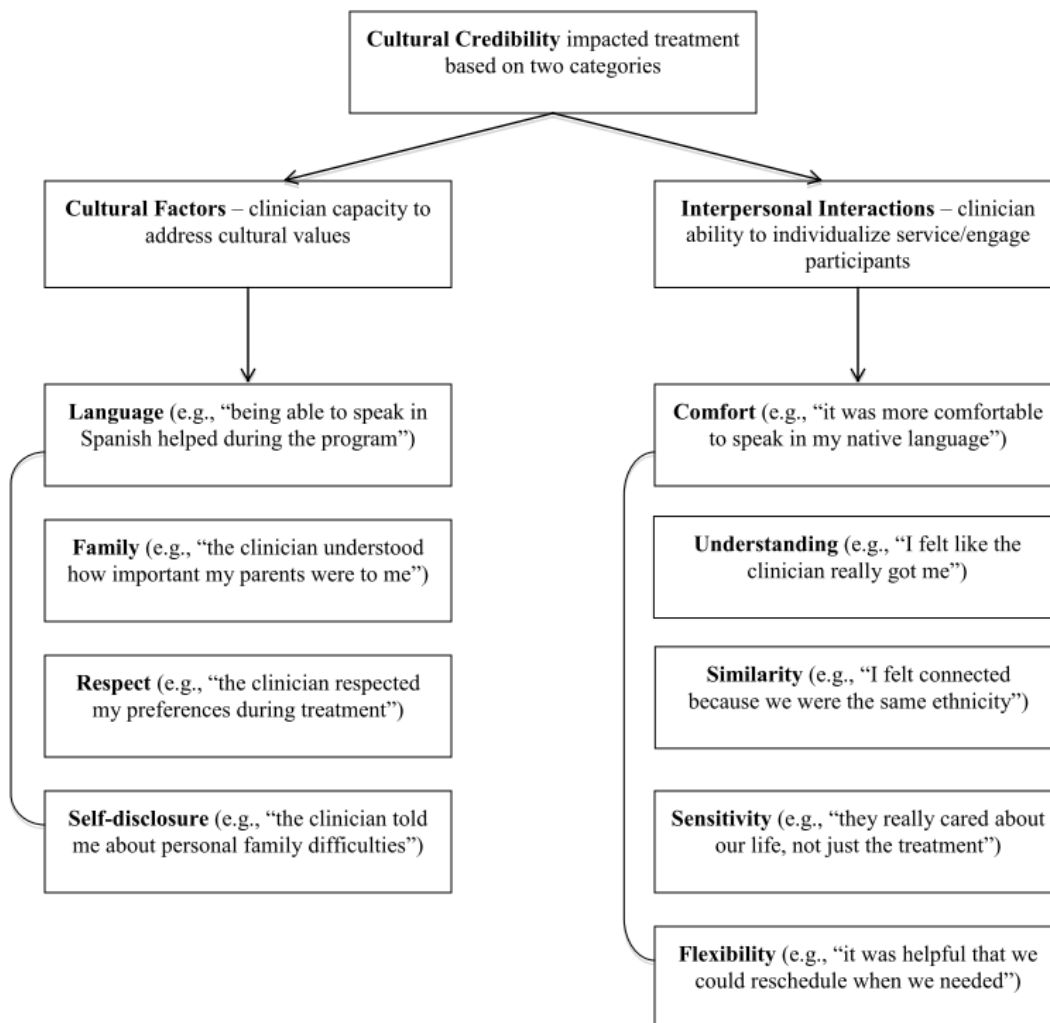 Cultural Credibility impacted treatment
based on two categories
Cultural Factors – clinician capacity to
address cultural values
Interpersonal Interactions – clinician
ability to individualize service/engage
participants
Language (e.g., “being able to speak in
Spanish helped during the program”)
Family (e.g., “the clinician understood
how important my parents were to me”)
Respect (e.g., “the clinician respected
my preferences during treatment”)
Self-disclosure (e.g., “the clinician told
me about personal family difficulties”)
Comfort (e.g., “it was more comfortable
to speak in my native language”)
Understanding (e.g., “I felt like the
clinician really got me”)
Similarity (e.g., “I felt connected
because we were the same ethnicity”)
Sensitivity (e.g., “they really cared about
our life, not just the treatment”)
Flexibility (e.g., “it was helpful that we
could reschedule when we needed”)